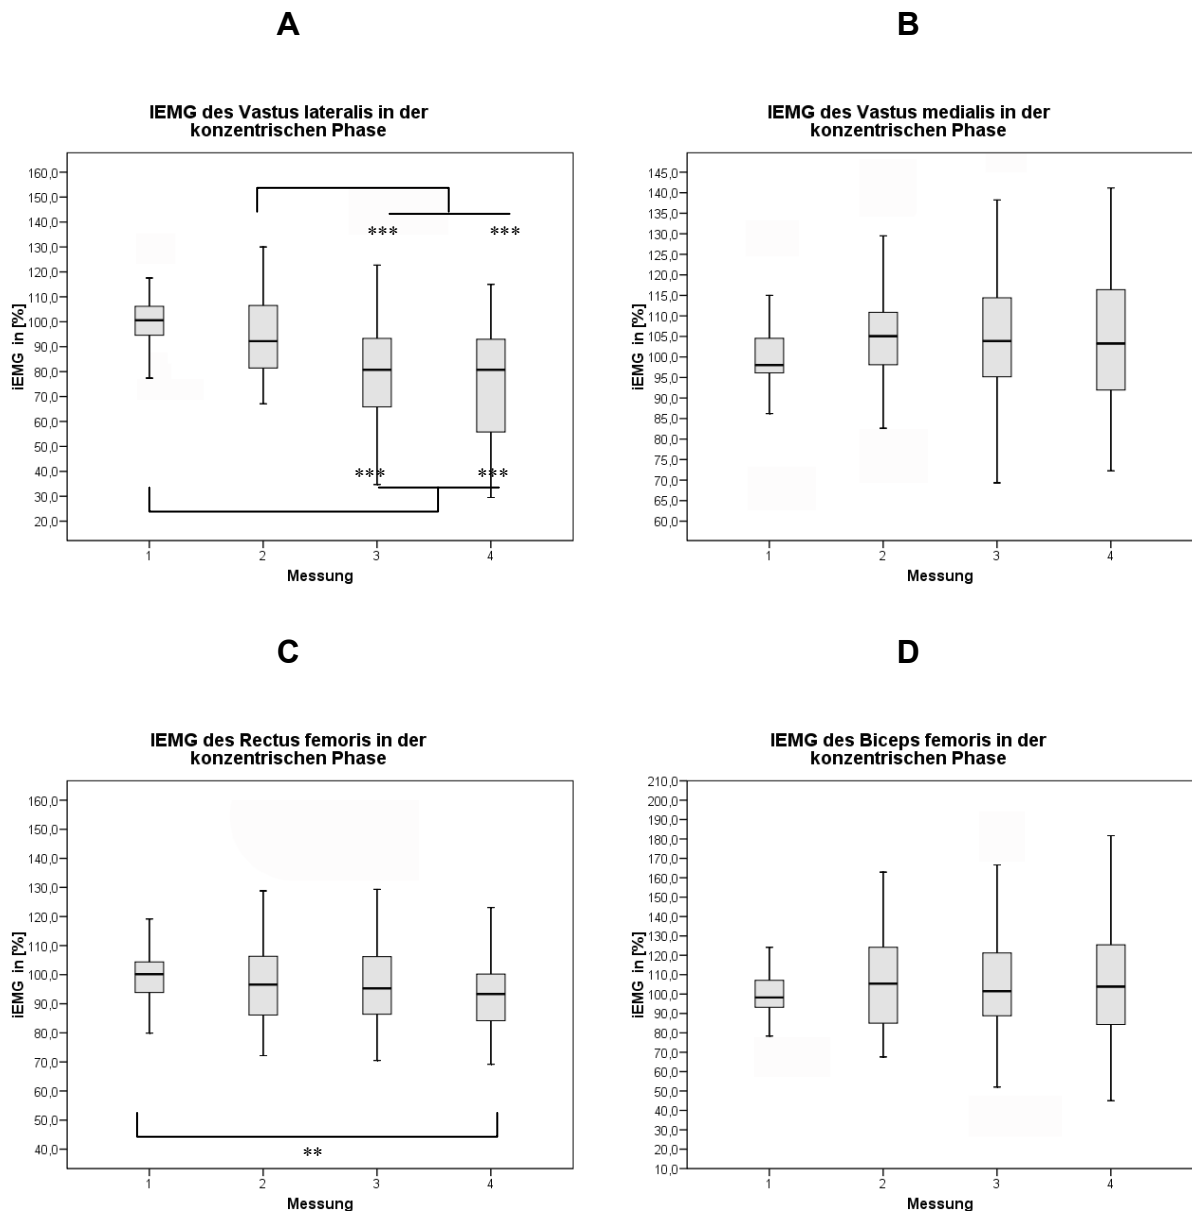 A
IEMG des Vastus lateralis in der
konzentrischen Phase
iEMG in [%]
160,0
150,0
140,0
130,0
120,0
110,0
100,0
90,0
80,0
70,0
60,0
50,0
40,0
30,0
20,0
*** ***
*** ***
1 2 3 4
Messung
B
IEMG des Vastus medialis in der
konzentrischen Phase
iEMG in [%]
145,0
140,0
135,0
130,0
125,0
120,0
115,0
110,0
105,0
100,0
95,0
90,0
85,0
80,0
75,0
70,0
65,0
60,0
1 2 3 4
Messung
C
IEMG des Rectus femoris in der
konzentrischen Phase
iEMG in [%]
160,0
150,0
140,0
130,0
120,0
110,0
100,0
90,0
80,0
70,0
60,0
50,0
40,0
**
1 2 3 4
Messung
D
IEMG des Biceps femoris in der
konzentrischen Phase
iEMG in [%]
210,0
200,0
190,0
180,0
170,0
160,0
150,0
140,0
130,0
120,0
110,0
100,0
90,0
80,0
70,0
60,0
50,0
40,0
30,0
20,0
10,0
1 2 3 4
Messung